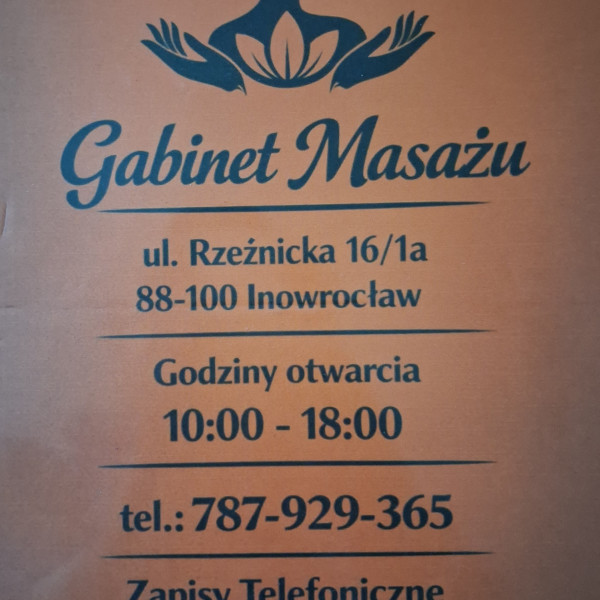 Gabinet Masażu
ul. Rzeźnicka 16/1a
88-100 Inowrocław
Godziny otwarcia
10:00 - 18:00
tel.: 787-929-365
Zapisy Telefoniczne